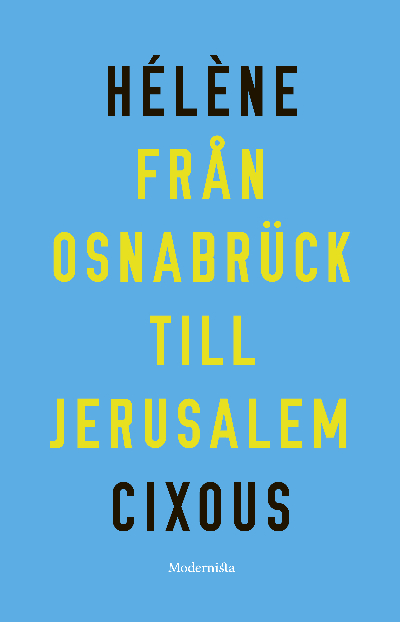 HÉLÈNE
FRÅN
OSNABRÜCK
TILL
JERUSALEM
CIXOUS
Modernista